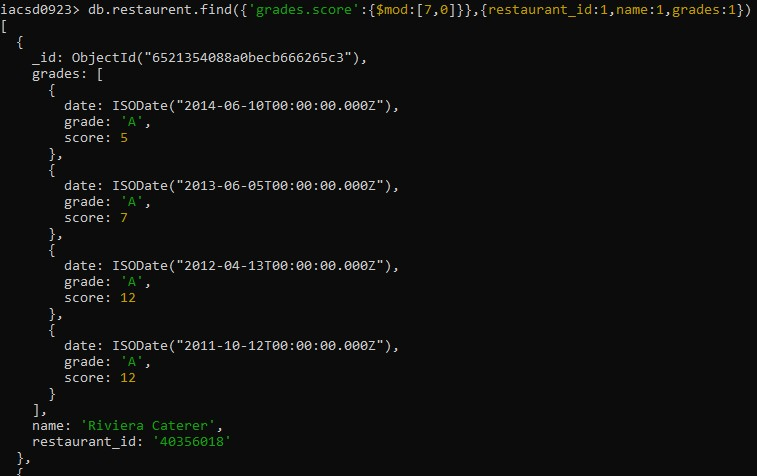 iacsd0923> db.restaurent.find({'grades.score':{$mod:[7,0]}},{restaurant_id:1,name:1,grades:1})
[
  {
    _id: ObjectId("6521354088a0becb666265c3"),
    grades: [
      {
        date: ISODate("2014-06-10T00:00:00.000Z"),
        grade: 'A',
        score: 5
      },
      {
        date: ISODate("2013-06-05T00:00:00.000Z"),
        grade: 'A',
        score: 7
      },
      {
        date: ISODate("2012-04-13T00:00:00.000Z"),
        grade: 'A',
        score: 12
      },
      {
        date: ISODate("2011-10-12T00:00:00.000Z"),
        grade: 'A',
        score: 12
      }
    ],
    name: 'Riviera Caterer',
    restaurant_id: '40356018'
  },
  {